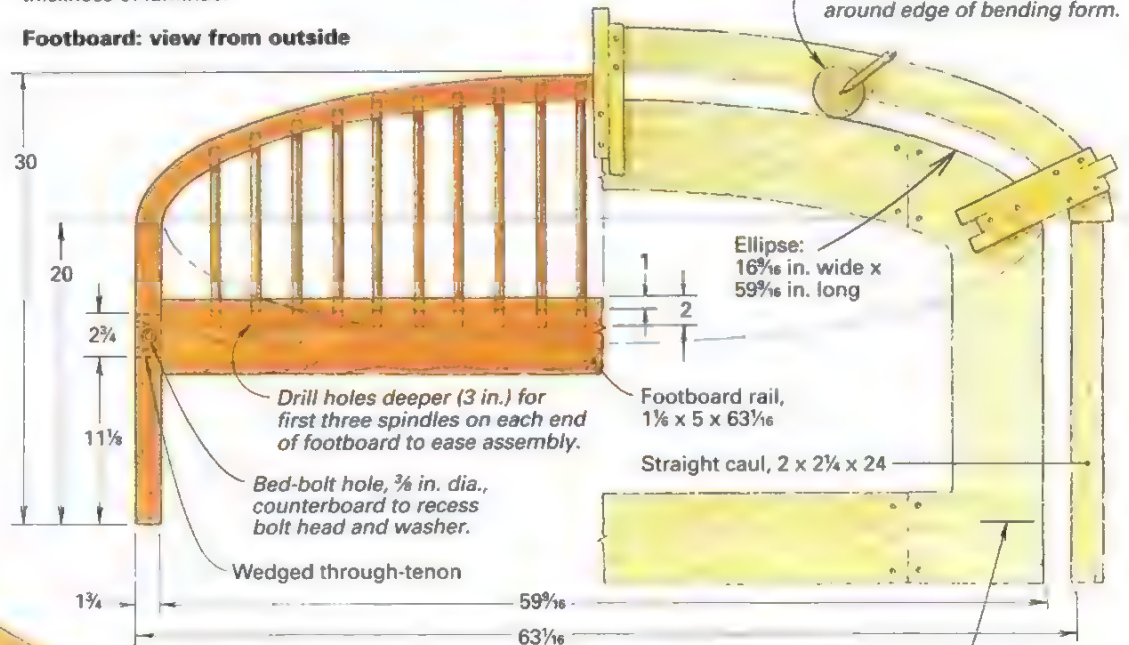 thickness of
around edge of bending form.
Footboard: view from outside
30
20
2¾
11⅛
1
2
Ellipse:
16⁹⁄₁₆ in. wide x
59⁹⁄₁₆ in. long
Drill holes deeper (3 in.) for
first three spindles on each end
of footboard to ease assembly.
Footboard rail,
1⅛ x 5 x 63¹⁄₁₆
Straight caul, 2 x 2¼ x 24
Bed-bolt hole, ⅜ in. dia.,
counterboard to recess
bolt head and washer.
Wedged through-tenon
1¾
59⁹⁄₁₆
63¹⁄₁₆